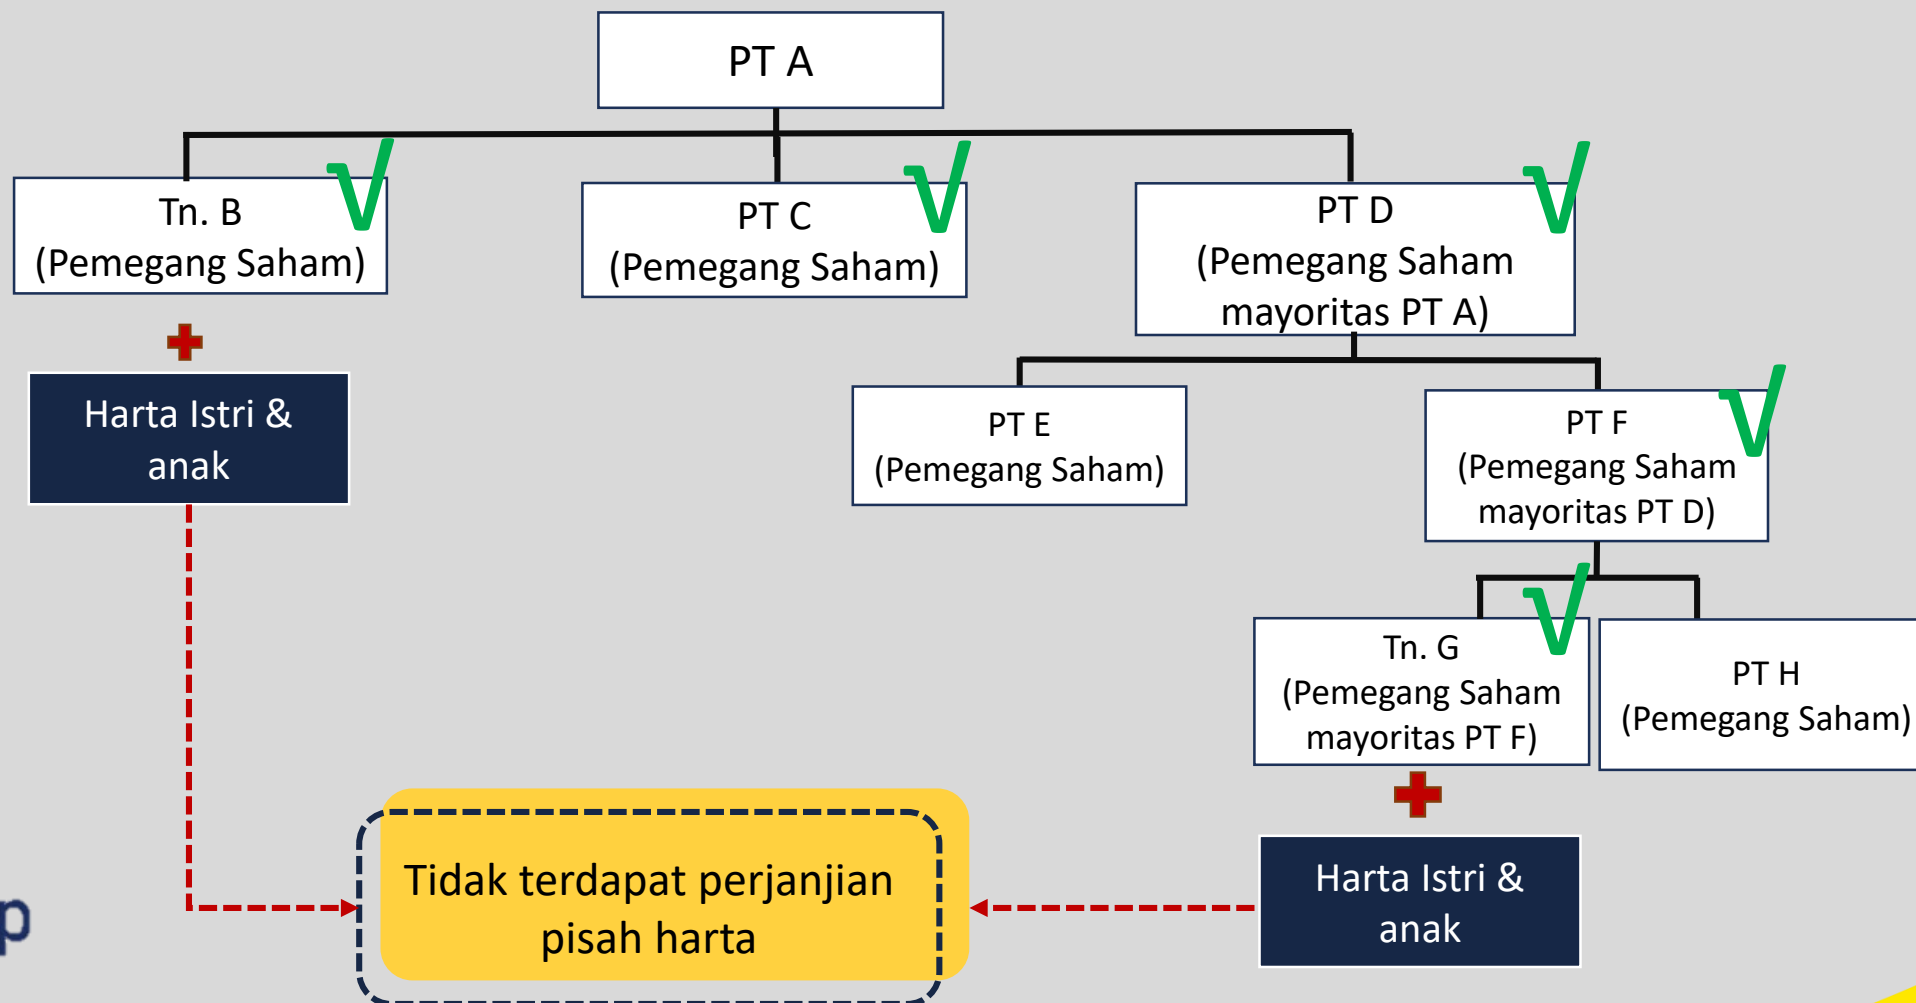 PT A
Tn. B
(Pemegang Saham)
√
PT C
(Pemegang Saham)
√
PT D
(Pemegang Saham
mayoritas PT A)
√
Harta Istri &
anak
PT E
(Pemegang Saham)
PT F
(Pemegang Saham
mayoritas PT D)
√
Tn. G
(Pemegang Saham
mayoritas PT F)
√
PT H
(Pemegang Saham)
Tidak terdapat perjanjian
pisah harta
Harta Istri &
anak
p